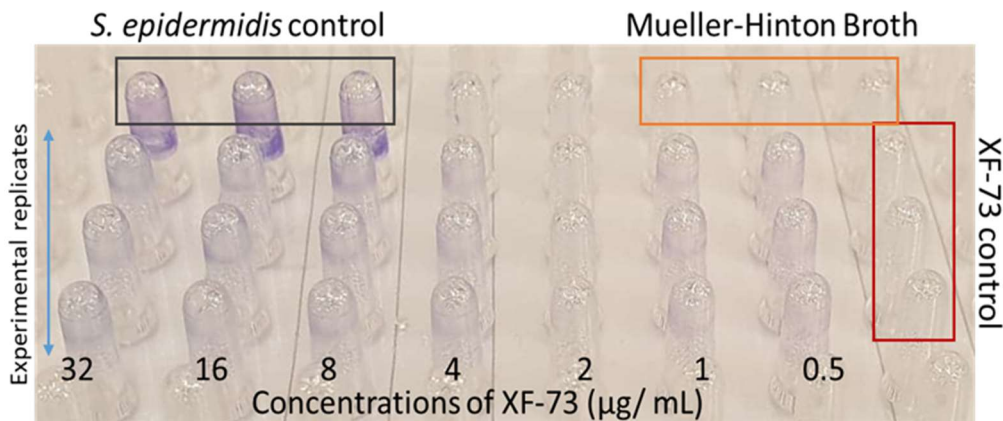 S. epidermidis control
Mueller-Hinton Broth
Experimental replicates
XF-73 control
32 16 8 4 2 1 0.5
Concentrations of XF-73 (µg/ mL)